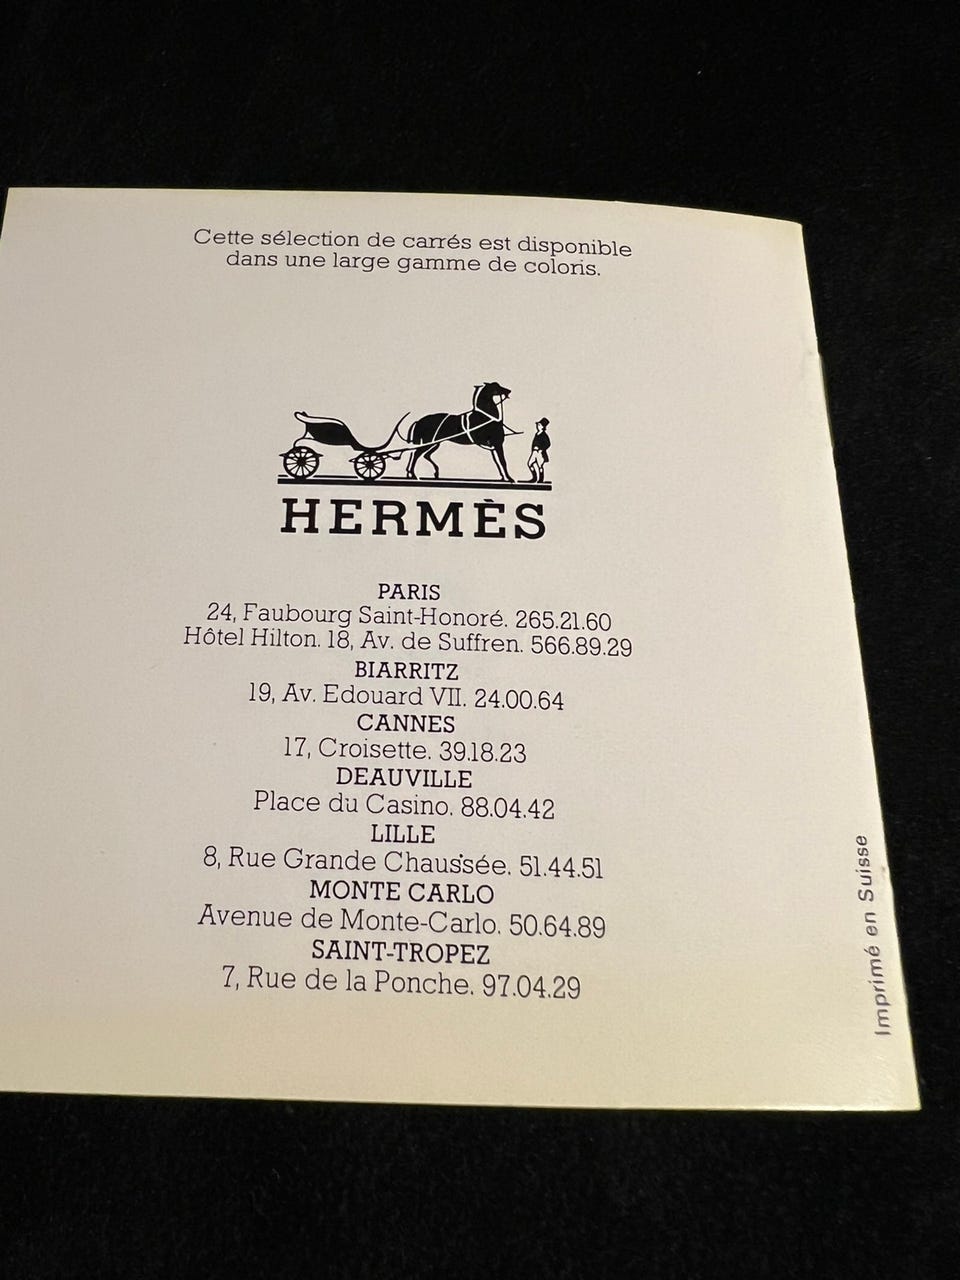 Cette sélection de carrés est disponible
dans une large gamme de coloris.
HERMÈS
PARIS
24, Faubourg Saint-Honoré. 265.21.60
Hôtel Hilton. 18, Av. de Suffren. 566.89.29
BIARRITZ
19, Av. Edouard VII. 24.00.64
CANNES
17, Croisette. 39.18.23
DEAUVILLE
Place du Casino. 88.04.42
LILLE
8, Rue Grande Chaussée. 51.44.51
MONTE CARLO
Avenue de Monte-Carlo. 50.64.89
SAINT-TROPEZ
7, Rue de la Ponche. 97.04.29
Imprimé en Suisse